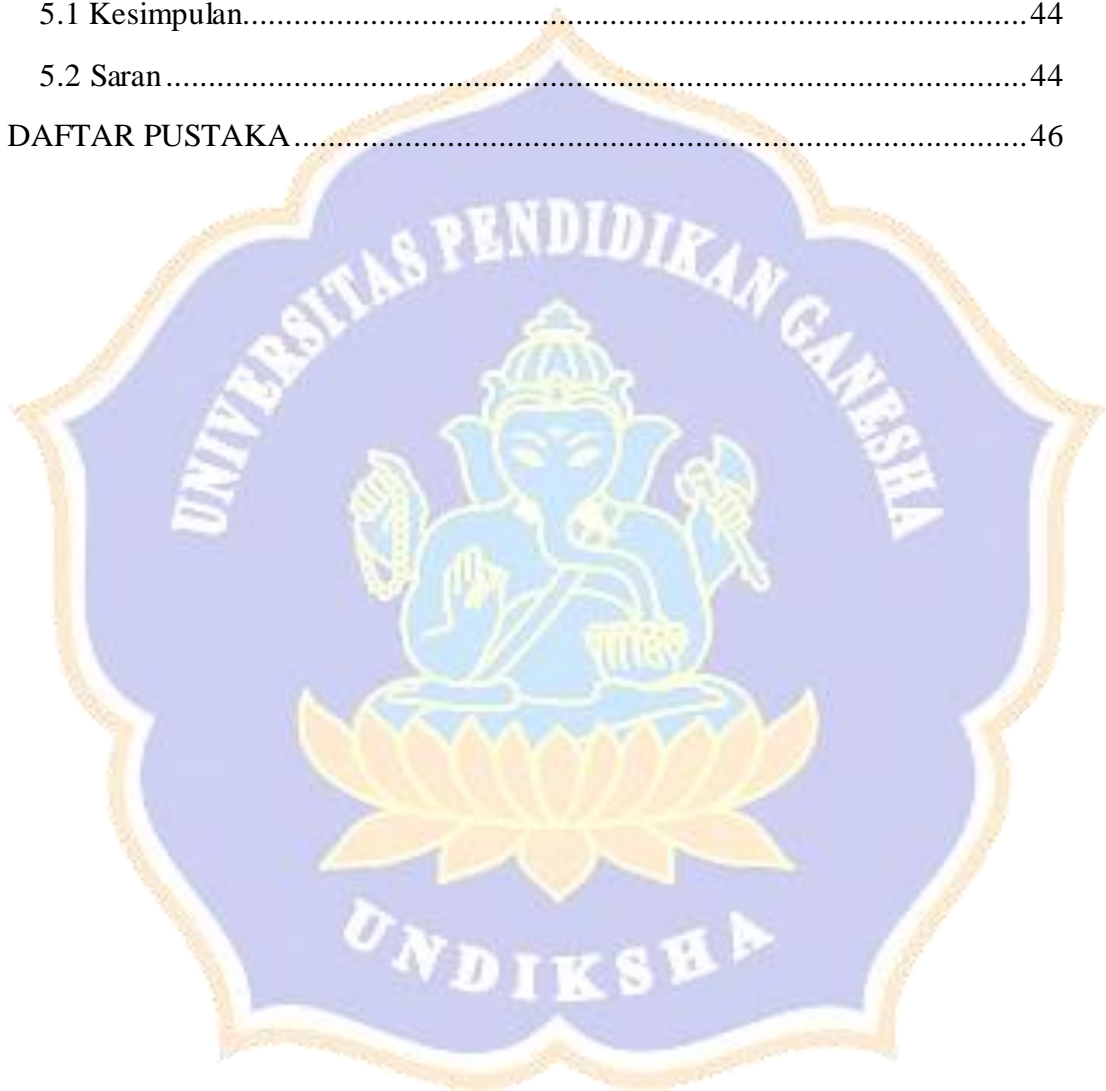 5.1 Kesimpulan.......................................................................................44
5.2 Saran ................................................................................................44
DAFTAR PUSTAKA..................................................................................46
UNIVERSITAS PENDIDIKAN GANESHA
UNDIKSHA